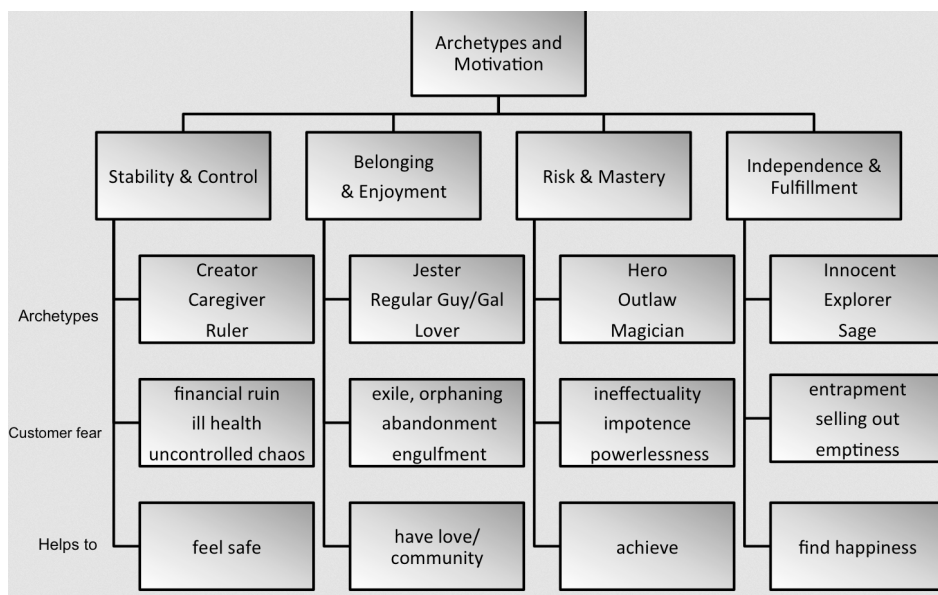 Archetypes and
Motivation
Stability & Control
Belonging
& Enjoyment
Risk & Mastery
Independence &
Fulfillment
Archetypes
Creator
Caregiver
Ruler
Jester
Regular Guy/Gal
Lover
Hero
Outlaw
Magician
Innocent
Explorer
Sage
Customer fear
financial ruin
ill health
uncontrolled chaos
exile, orphaning
abandonment
engulfment
ineffectuality
impotence
powerlessness
entrapment
selling out
emptiness
Helps to
feel safe
have love/
community
achieve
find happiness